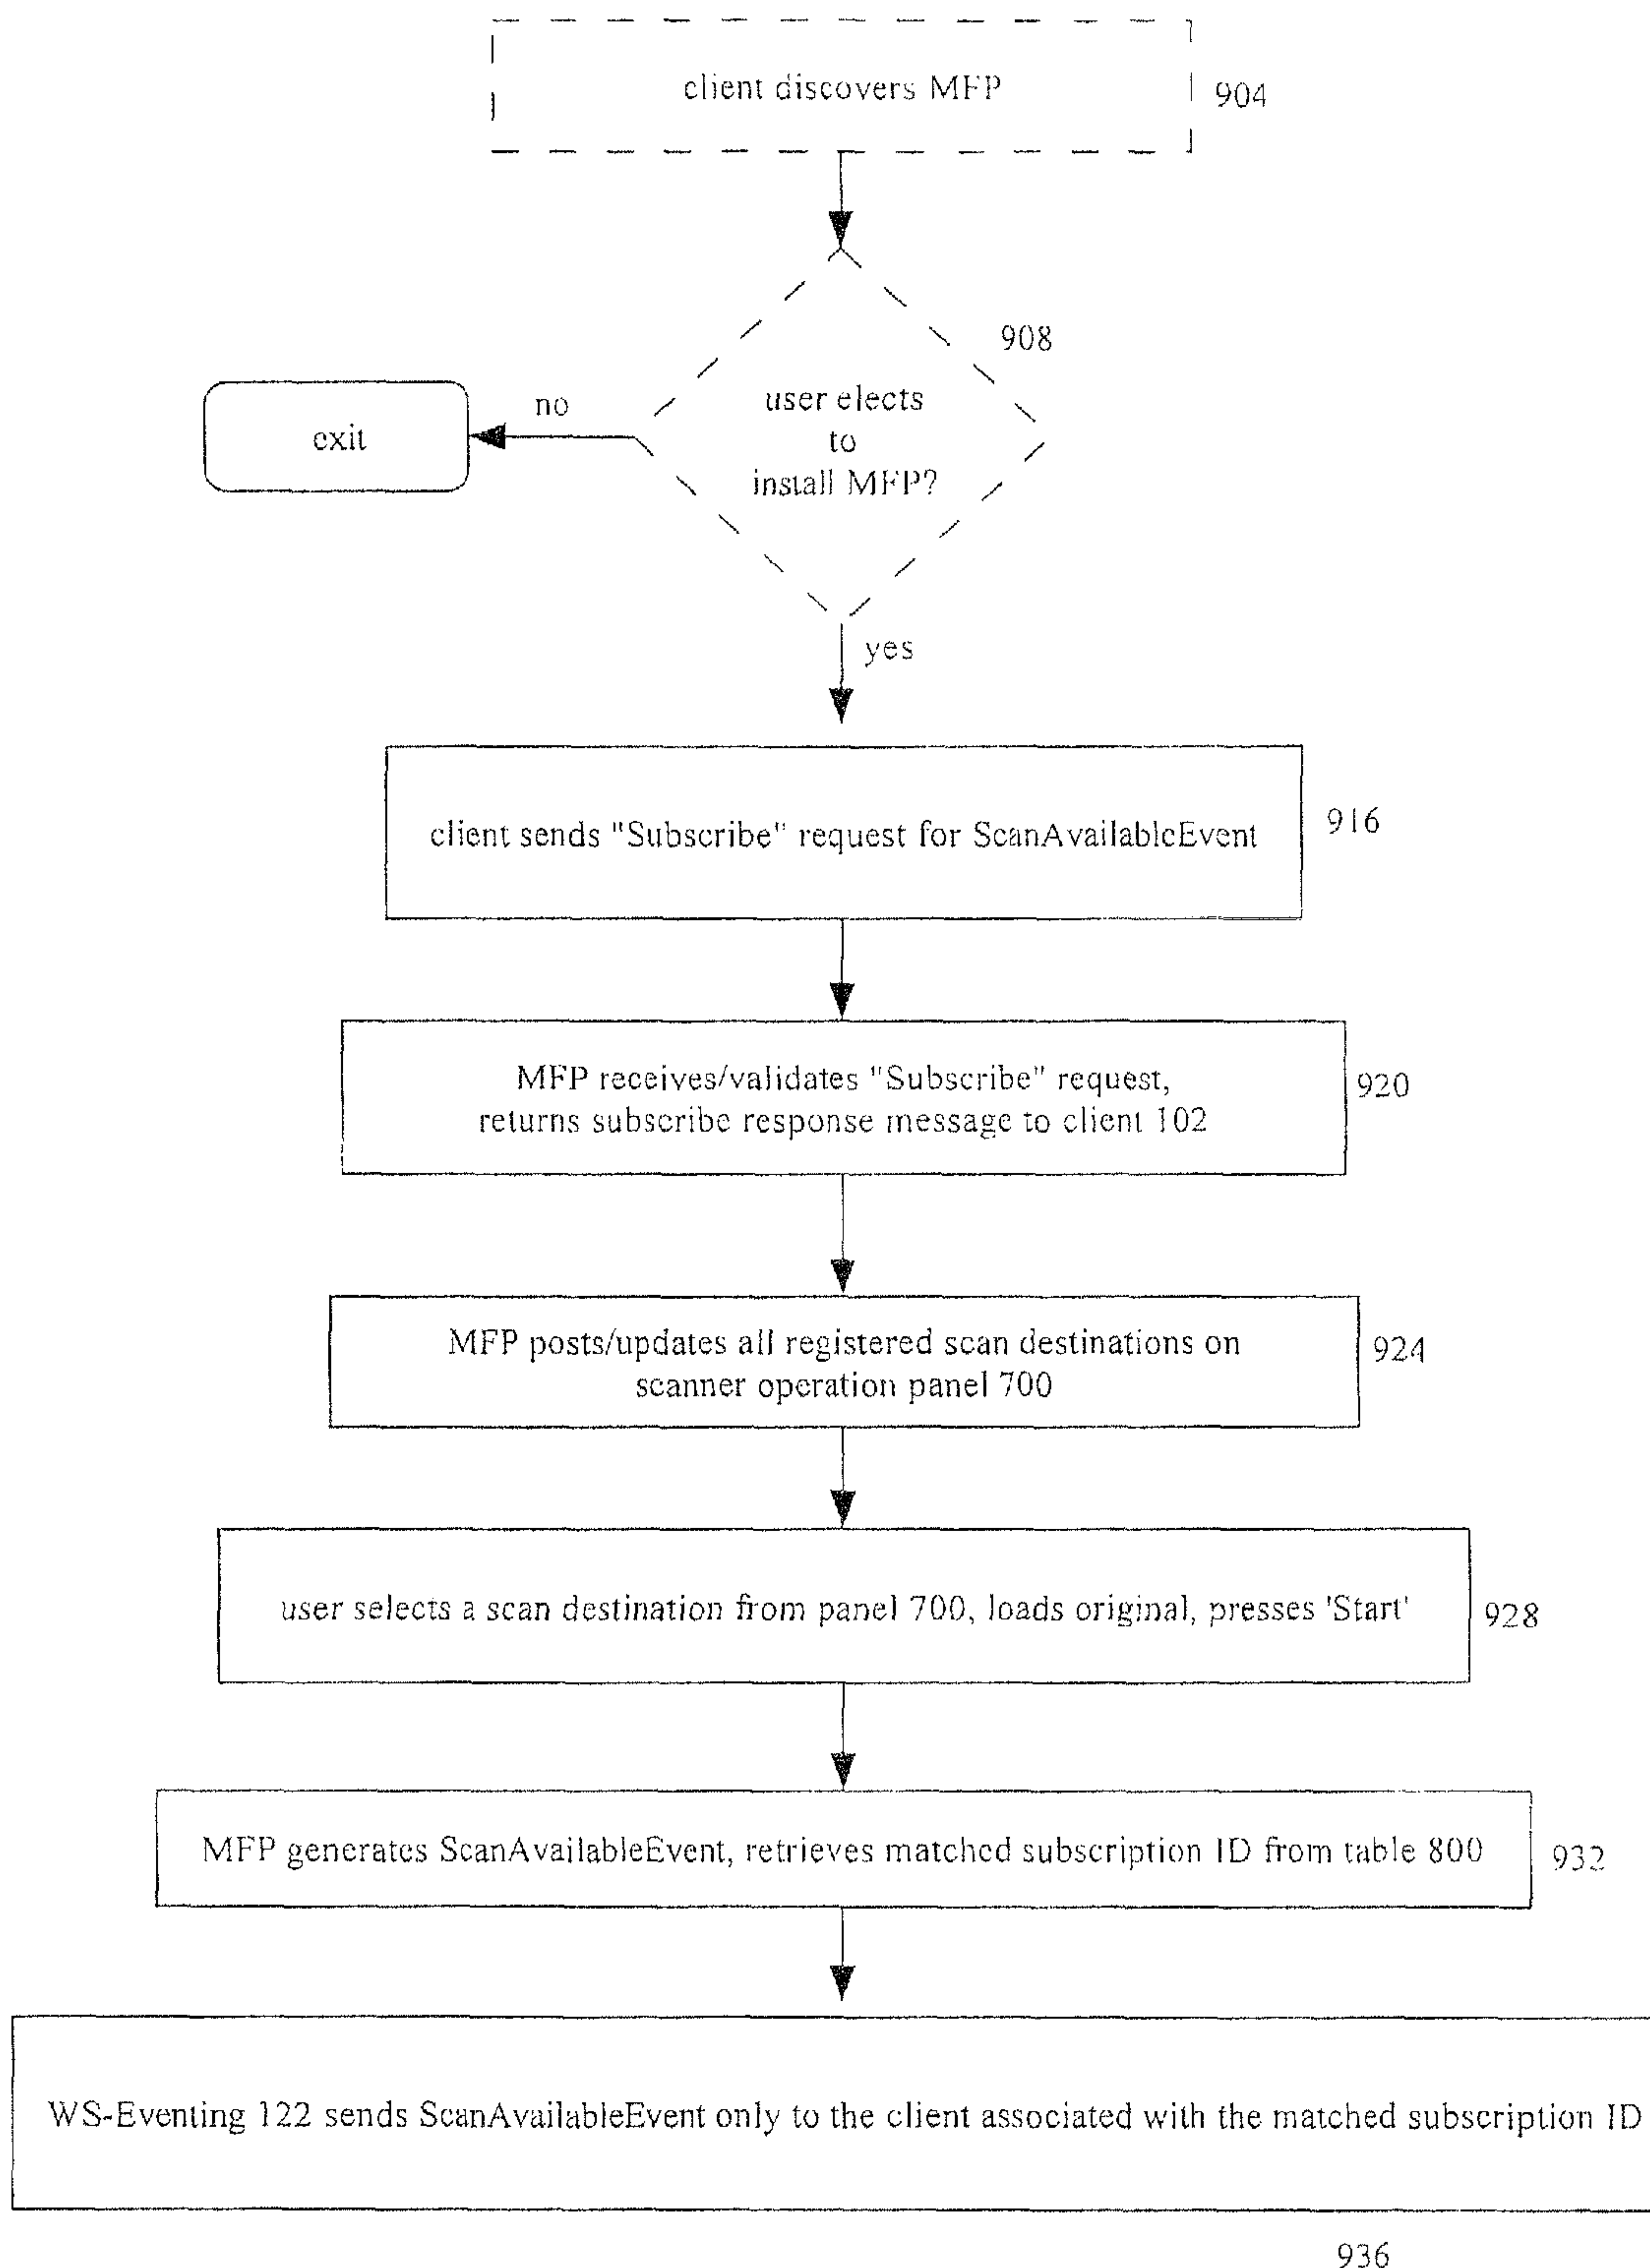 client discovers MFP
904
908
user elects
to
install MFP?
no
exit
yes
client sends "Subscribe" request for ScanAvailableEvent
916
MFP receives/validates "Subscribe" request,
returns subscribe response message to client 102
920
MFP posts/updates all registered scan destinations on
scanner operation panel 700
924
user selects a scan destination from panel 700, loads original, presses 'Start'
928
MFP generates ScanAvailableEvent, retrieves matched subscription ID from table 800
932
WS-Eventing 122 sends ScanAvailableEvent only to the client associated with the matched subscription ID
936